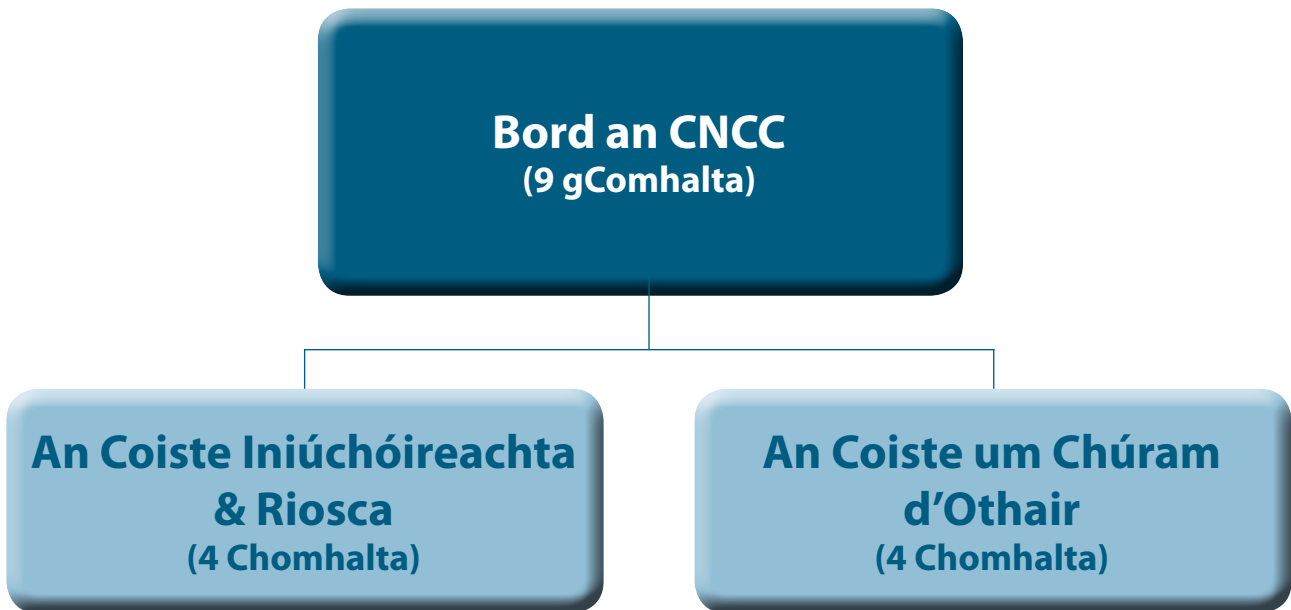 Bord an CNCC
(9 gComhalta)
An Coiste Iniúchóireachta
& Riosca
(4 Chomhalta)
An Coiste um Chúram
d’Othair
(4 Chomhalta)